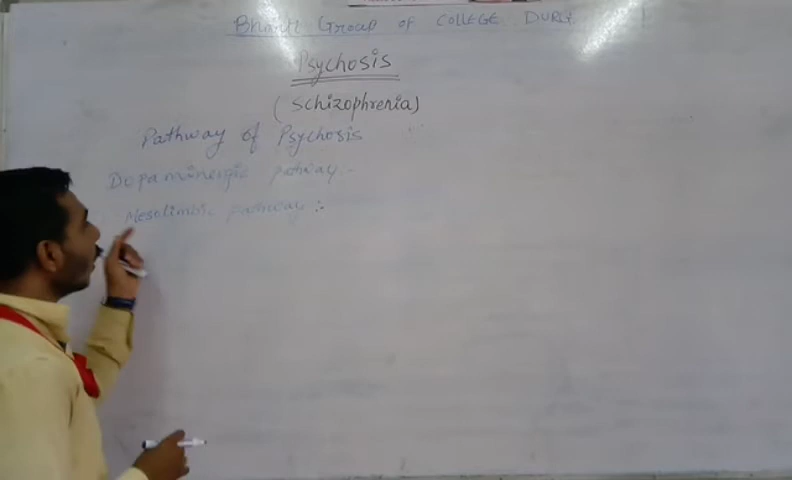 Bharti Group of COLLEGE DURG
Psychosis
(Schizophrenia)
Pathway of Psychosis
Dopaminergic pathway :-
Mesolimbic pathway :-